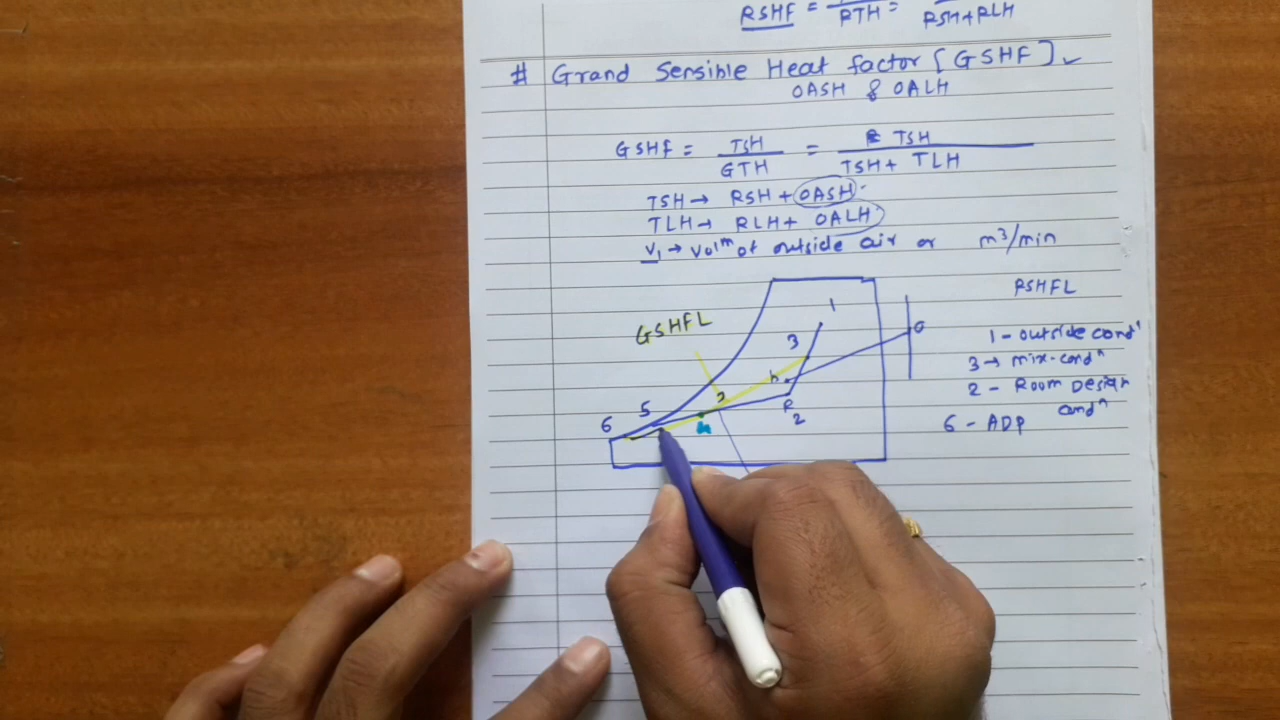 RSHF = RTH = RSH+RLH
# Grand Sensible Heat factor [GSHF]
OASH & OALH
GSHF = TSH / GTH = TSH / TSH + TLH
TSH → RSH + OASH
TLH → RLH + OALH
V1 → volm of outside air or m³/min
RSHFL
GSHFL
1
3
G
h
R
2
4
5
6
1 - outside condn
3 → mix-condn
2 - Room Design condn
6 - ADP